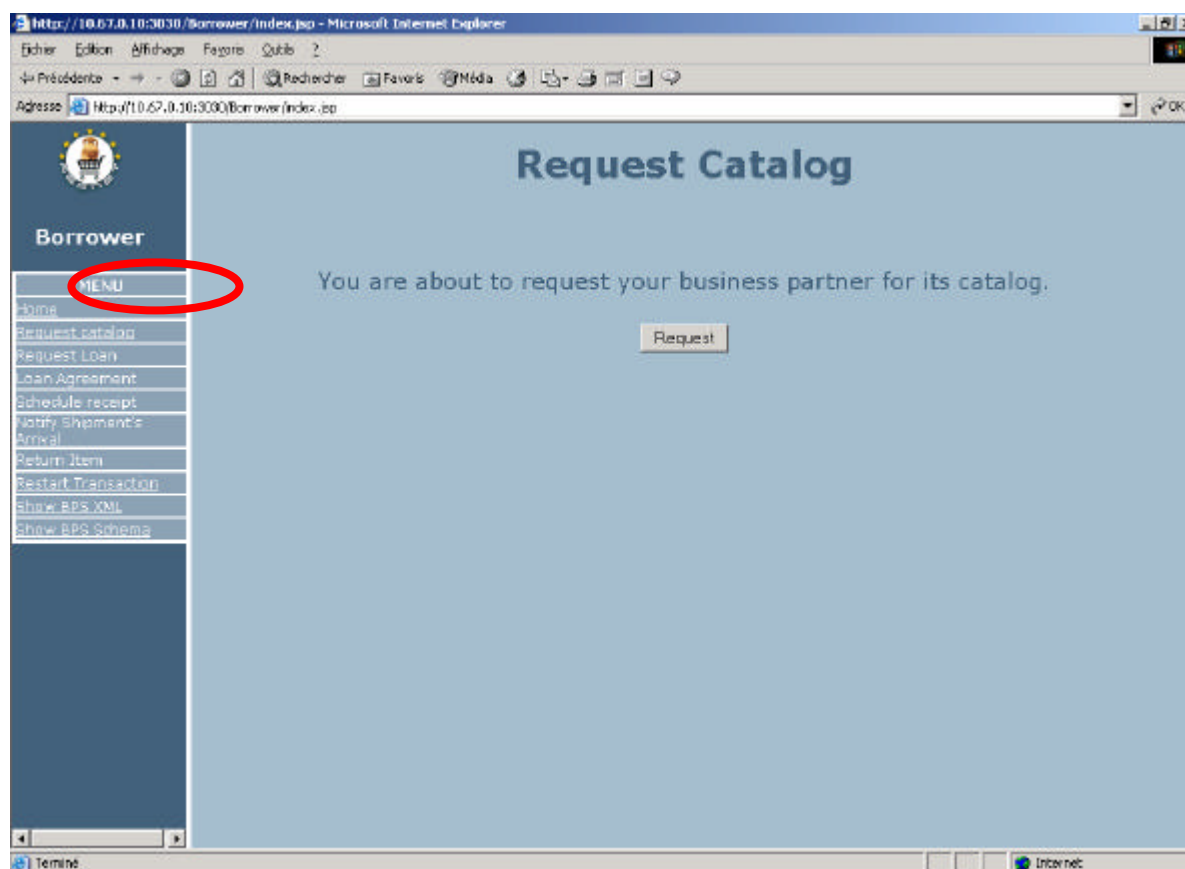 http://10.67.0.10:3030/Borrower/index.jsp - Microsoft Internet Explorer
Fichier Edition Affichage Favoris Outils ?
Précédente Rechercher Favoris Média
Adresse http://10.67.0.10:3030/Borrower/index.jsp OK
Request Catalog
Borrower
MENU
You are about to request your business partner for its catalog.
Home
Request catalog
Request
Request Loan
Loan Agreement
Schedule receipt
Notify Shipment's
Arrival
Return Item
Restart Transaction
Show BPS XML
Show BPS Schema
Terminé Internet